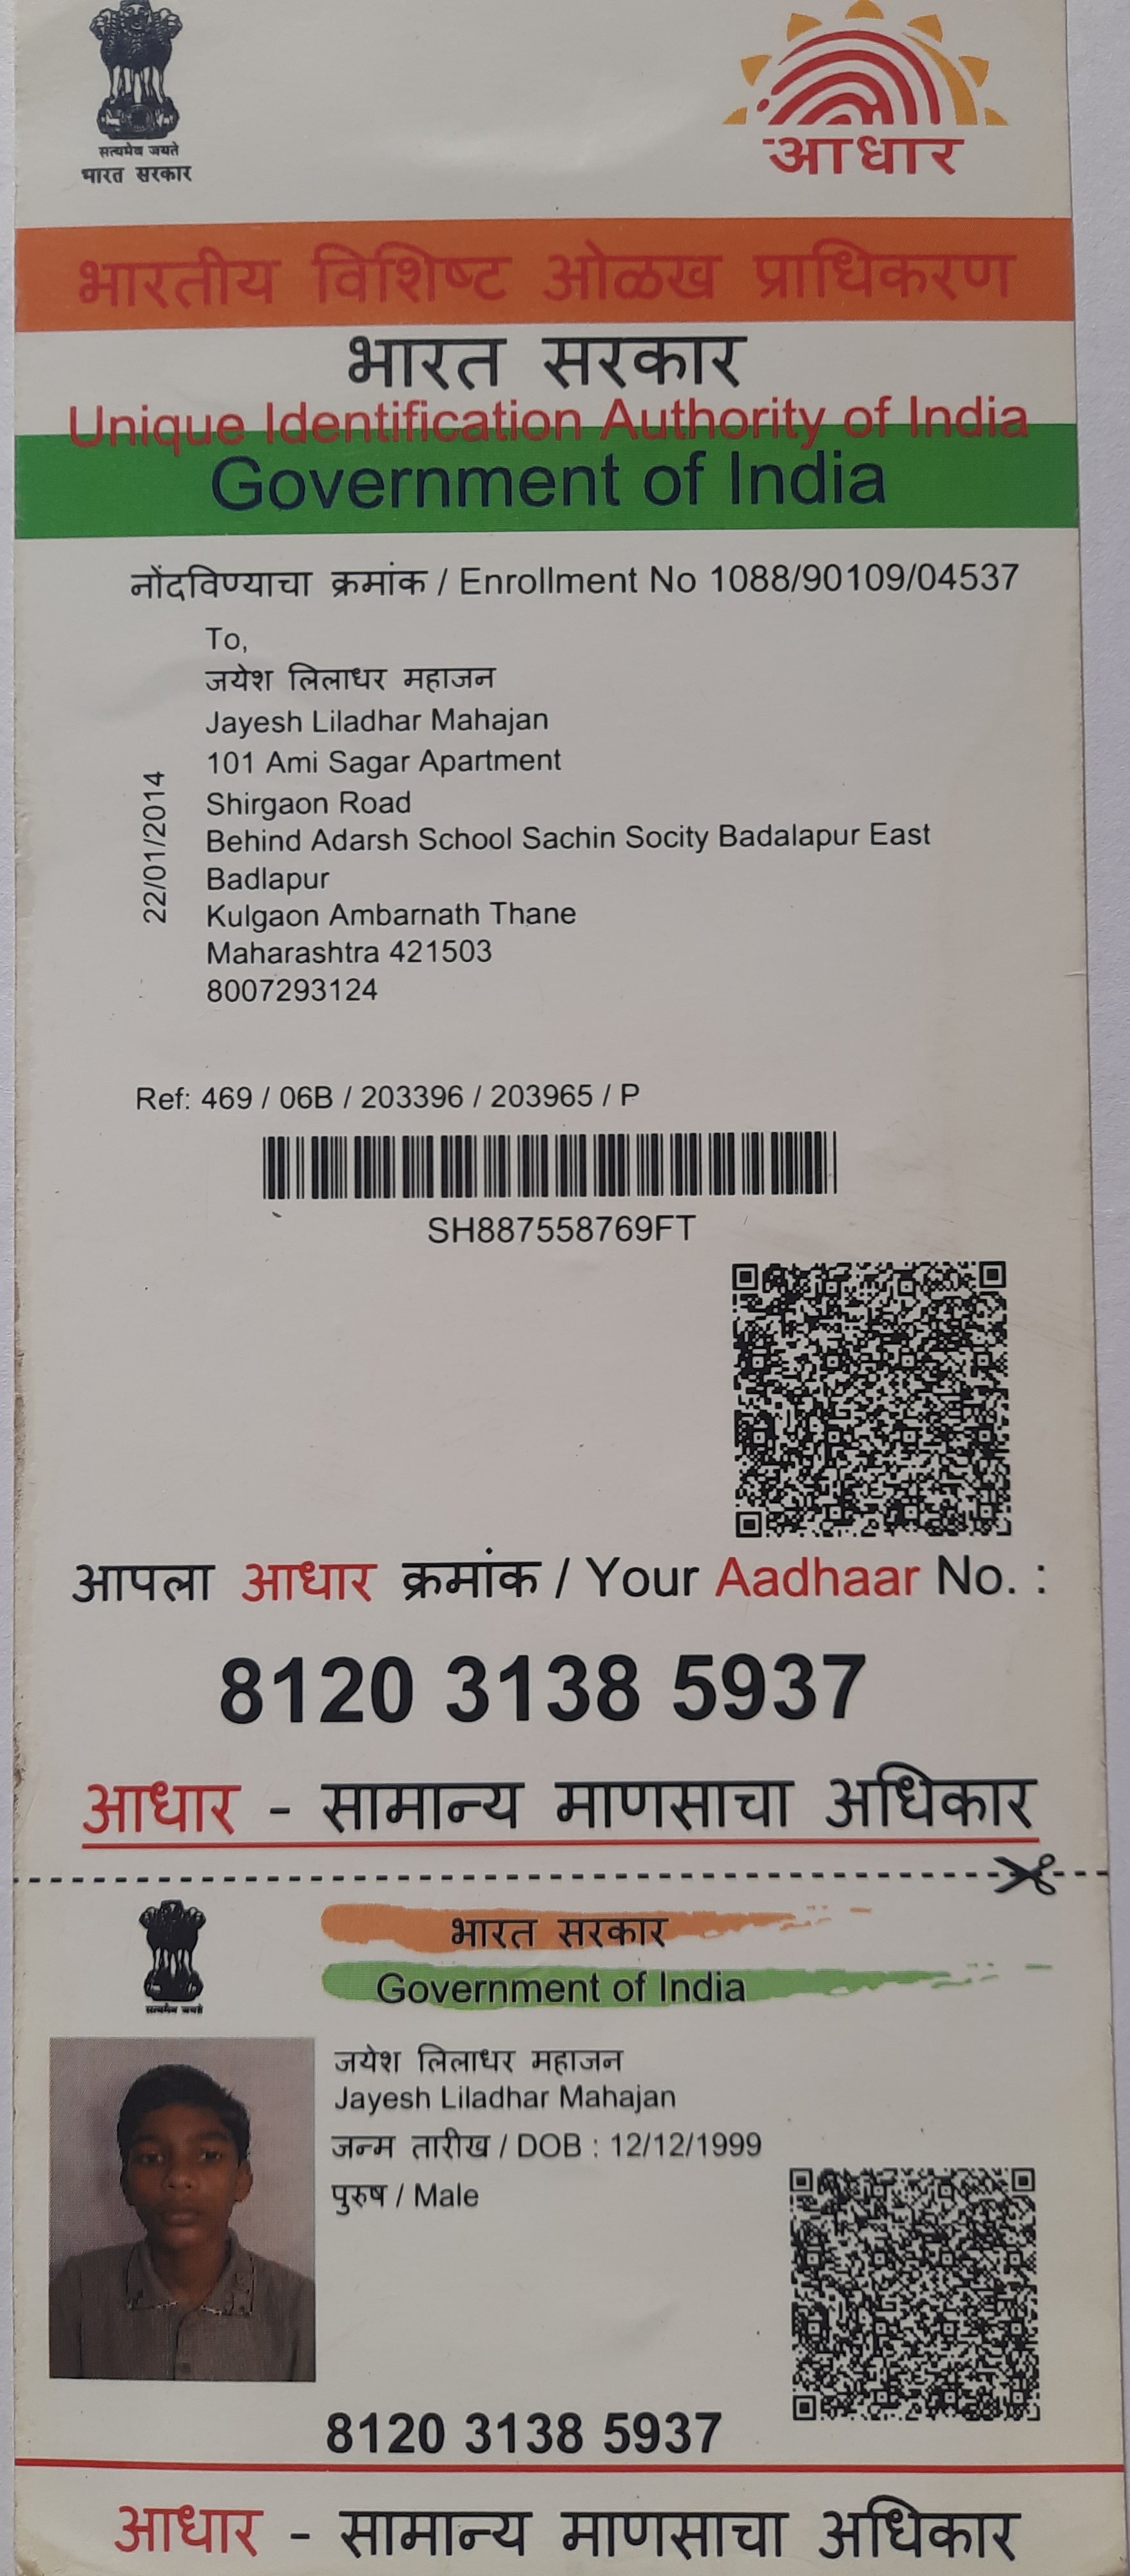 सत्यमेव जयते
भारत सरकार
आधार
भारतीय विशिष्ट ओळख प्राधिकरण
भारत सरकार
Unique Identification Authority of India
Government of India
नोंदविण्याचा क्रमांक / Enrollment No 1088/90109/04537
To,
जयेश लिलाधर महाजन
Jayesh Liladhar Mahajan
101 Ami Sagar Apartment
Shirgaon Road
Behind Adarsh School Sachin Socity Badalapur East
Badlapur
Kulgaon Ambarnath Thane
Maharashtra 421503
8007293124
22/01/2014
Ref: 469 / 06B / 203396 / 203965 / P
SH887558769FT
आपला आधार क्रमांक / Your Aadhaar No. :
8120 3138 5937
आधार - सामान्य माणसाचा अधिकार
सत्यमेव जयते
भारत सरकार
Government of India
जयेश लिलाधर महाजन
Jayesh Liladhar Mahajan
जन्म तारीख / DOB : 12/12/1999
पुरुष / Male
8120 3138 5937
आधार - सामान्य माणसाचा अधिकार